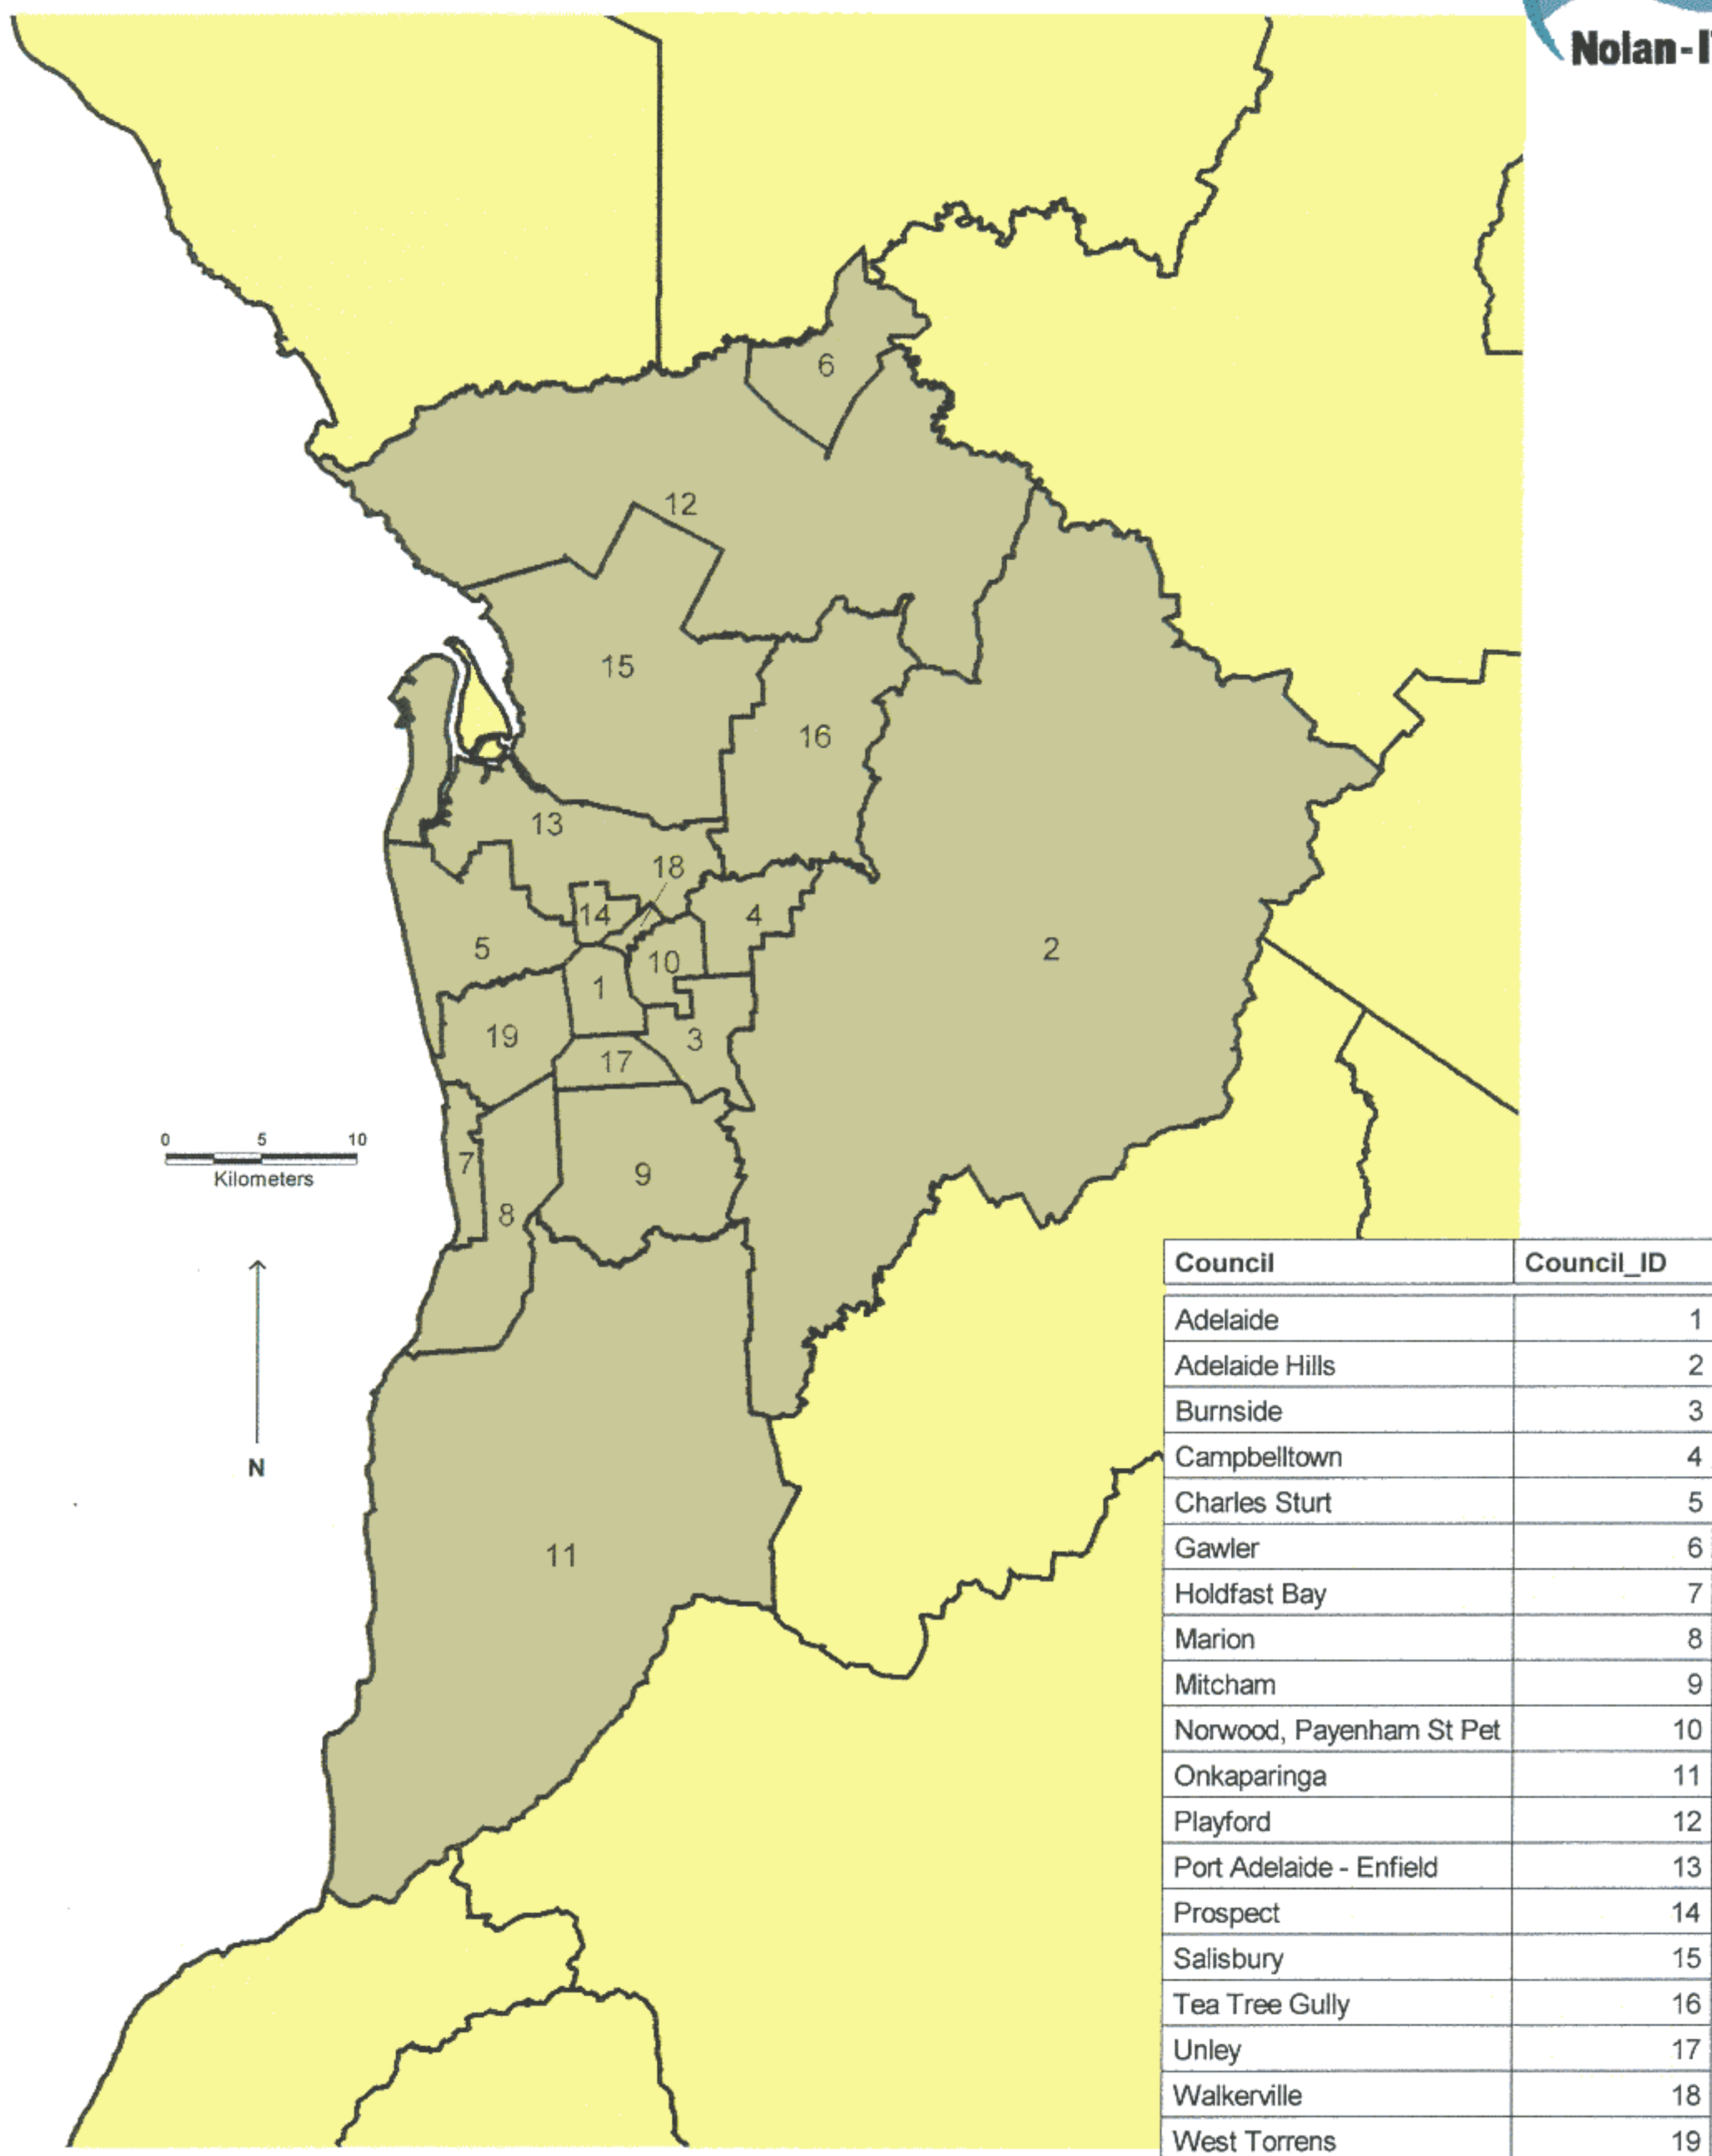 Nolan-I
6
12
15
16
13
18
14
4
5
10
2
1
19
3
17
0 5 10
Kilometers
7
9
8
N
11
Council Council_ID
Adelaide 1
Adelaide Hills 2
Burnside 3
Campbelltown 4
Charles Sturt 5
Gawler 6
Holdfast Bay 7
Marion 8
Mitcham 9
Norwood, Payenham St Pet 10
Onkaparinga 11
Playford 12
Port Adelaide - Enfield 13
Prospect 14
Salisbury 15
Tea Tree Gully 16
Unley 17
Walkerville 18
West Torrens 19